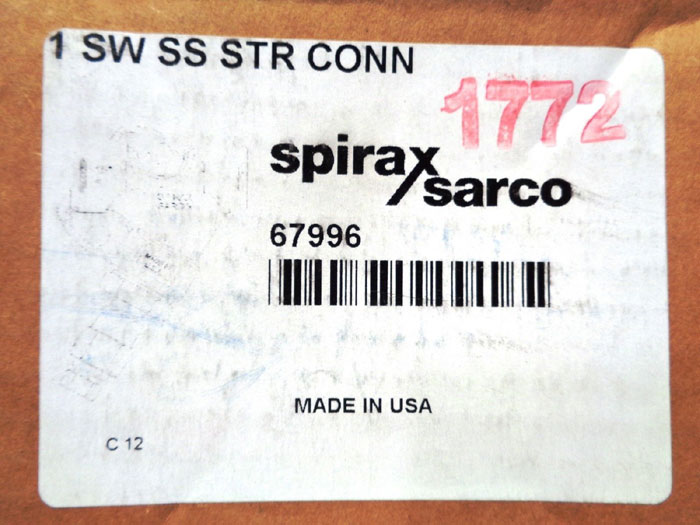 1 SW SS STR CONN
1772
spirax
sarco
67996
MADE IN USA
C 12